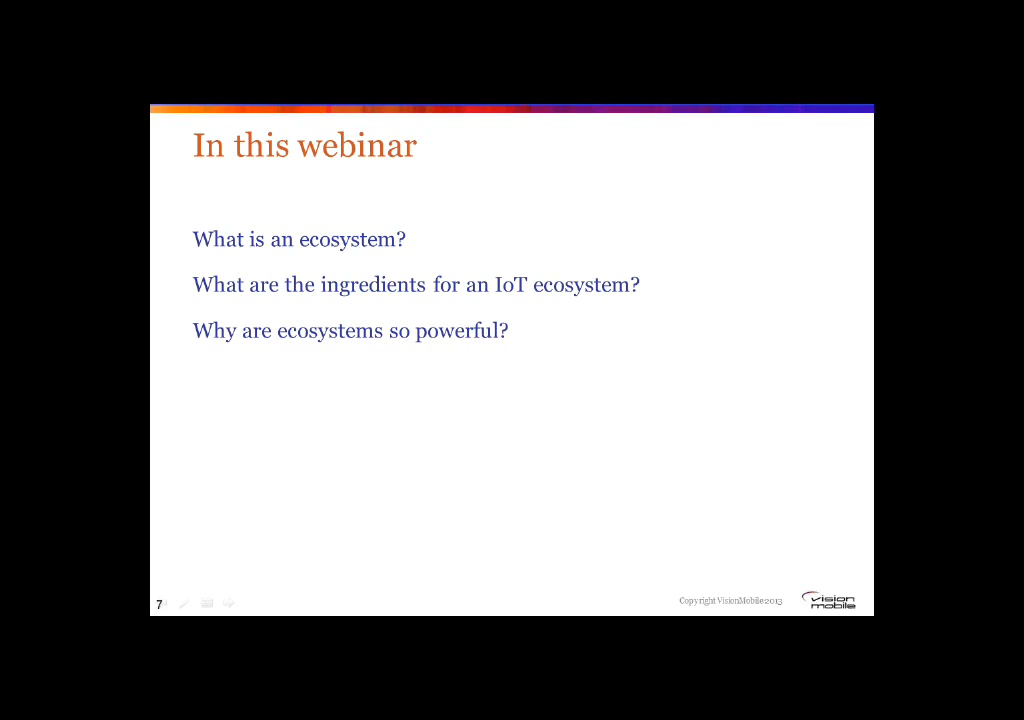 In this webinar
What is an ecosystem?
What are the ingredients for an IoT ecosystem?
Why are ecosystems so powerful?
7
Copyright VisionMobile 2013
vision
mobile